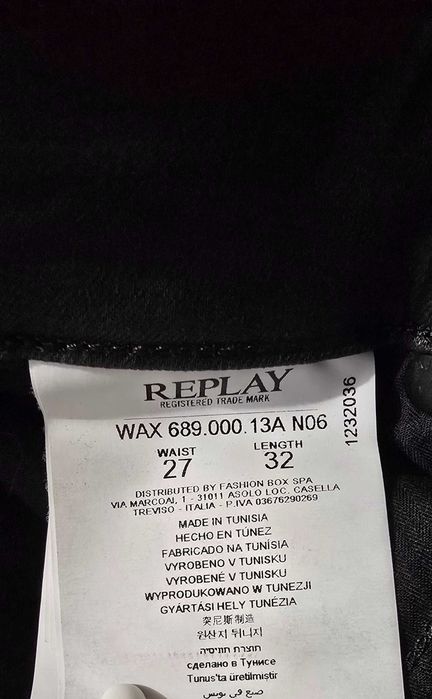 REPLAY
REGISTERED TRADE MARK
WAX 689.000.13A N06
WAIST LENGTH
27 32
1232036
DISTRIBUTED BY FASHION BOX SPA
VIA MARCOAI, 1 - 31011 ASOLO LOC. CASELLA
TREVISO - ITALIA - P.IVA 03676290269
MADE IN TUNISIA
HECHO EN TÚNEZ
FABRICADO NA TUNÍSIA
VYROBENO V TUNISKU
VYROBENÉ V TUNISKU
WYPRODUKOWANO W TUNEZJI
GYÁRTÁSI HELY TUNÉZIA
突尼斯制造
원산지 튀니지
תוצרת תוניסיה
сделано в Тунисе
Tunus'ta üretilmiştir
صنع في تونس